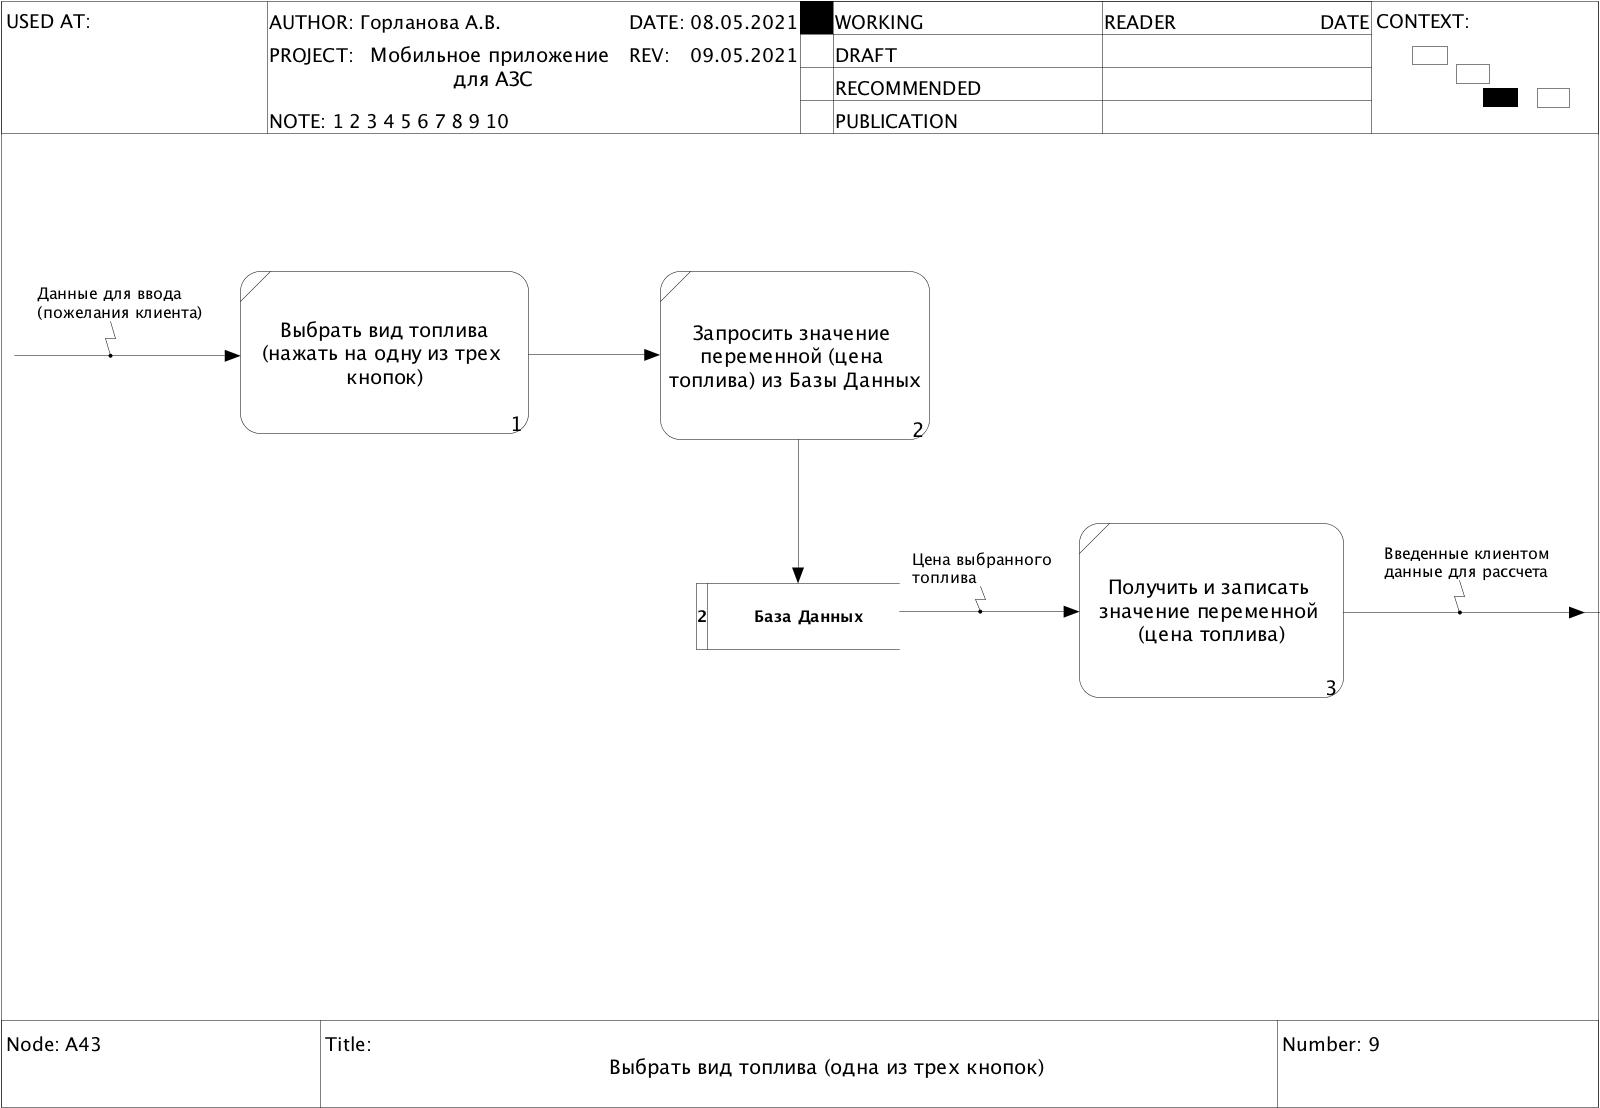 USED AT:
AUTHOR: Горланова А.В.
DATE: 08.05.2021
PROJECT: Мобильное приложение
для АЗС
REV: 09.05.2021
NOTE: 1 2 3 4 5 6 7 8 9 10
WORKING
DRAFT
RECOMMENDED
PUBLICATION
READER
DATE
CONTEXT:
Данные для ввода
(пожелания клиента)
Выбрать вид топлива
(нажать на одну из трех
кнопок)
1
Запросить значение
переменной (цена
топлива) из Базы Данных
2
2
База Данных
Цена выбранного
топлива
Получить и записать
значение переменной
(цена топлива)
3
Введенные клиентом
данные для рассчета
Node: A43
Title:
Выбрать вид топлива (одна из трех кнопок)
Number: 9